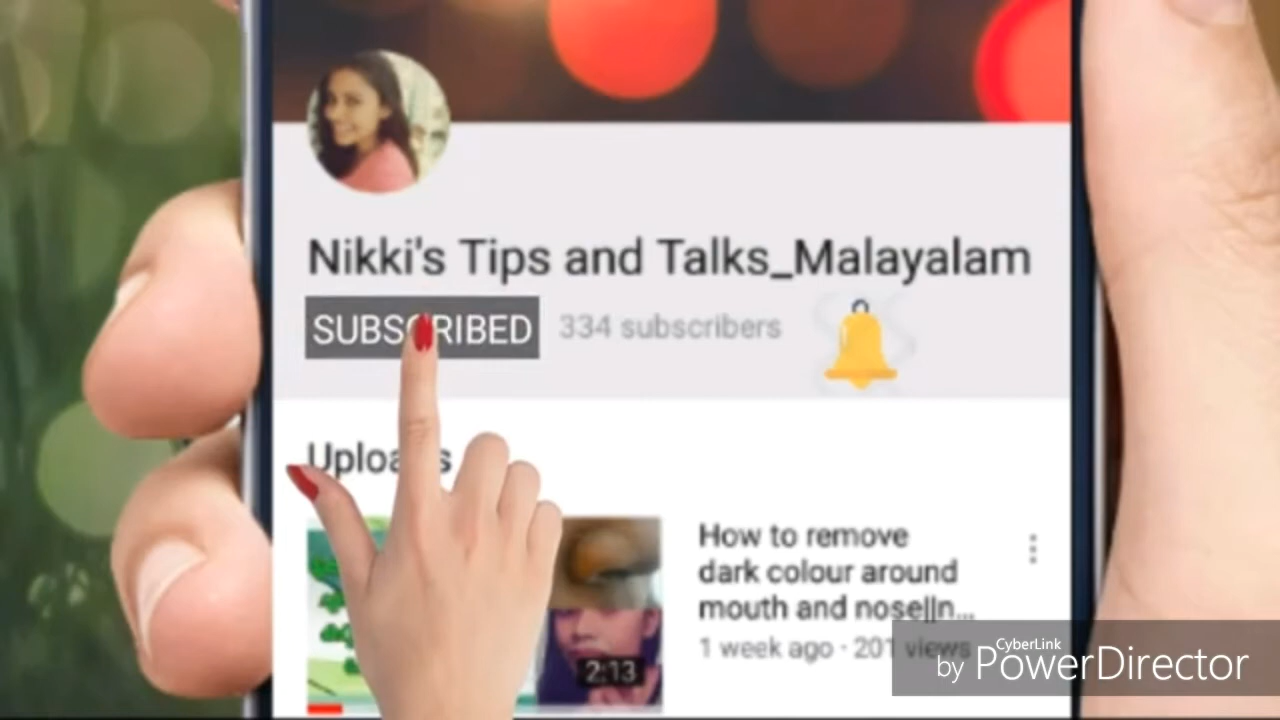 Nikki's Tips and Talks_Malayalam
SUBSCRIBED 334 subscribers
Uploads
How to remove
dark colour around
mouth and nose||n...
1 week ago · 201 views
2:13
CyberLink
by PowerDirector